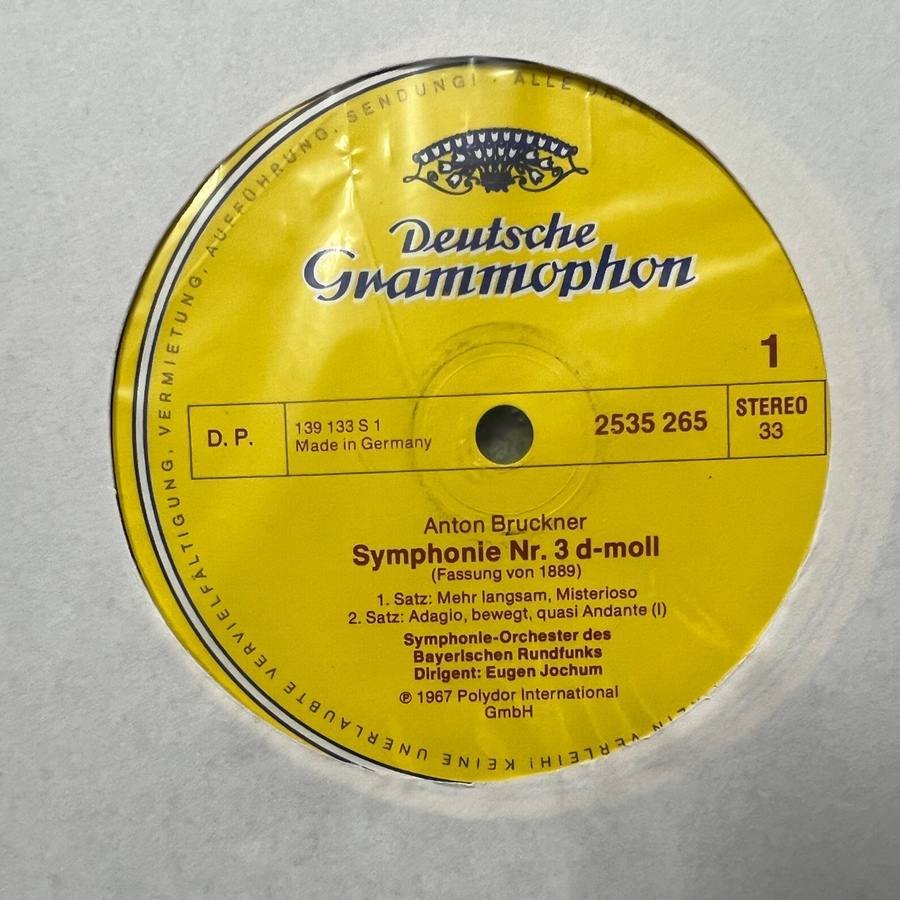 Deutsche
Grammophon
1
D. P.
139 133 S 1
Made in Germany
2535 265
STEREO
33
Anton Bruckner
Symphonie Nr. 3 d-moll
(Fassung von 1889)
1. Satz: Mehr langsam, Misterioso
2. Satz: Adagio, bewegt, quasi Andante (I)
Symphonie-Orchester des
Bayerischen Rundfunks
Dirigent: Eugen Jochum
℗ 1967 Polydor International
GmbH
VERLEIH! KEINE UNERLAUBTE VERVIELFÄLTIGUNG, VERMIETUNG, AUFFÜHRUNG, SENDUNG! · ALLE